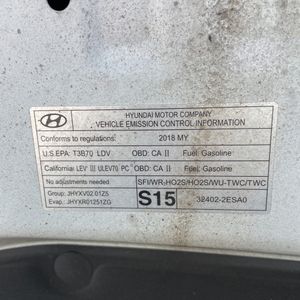 HYUNDAI MOTOR COMPANY
VEHICLE EMISSION CONTROL INFORMATION
Conforms to regulations: 2018 MY
U.S.EPA: T3B70 LDV OBD: CA II Fuel: Gasoline
California: LEV III ULEV70 PC OBD: CA II Fuel: Gasoline
No adjustments needed SFI/WR-HO2S/HO2S/WU-TWC/TWC
Group: JHYXV02.01Z5
Evap.: JHYXR01251ZG
S15 32402-2ESA0